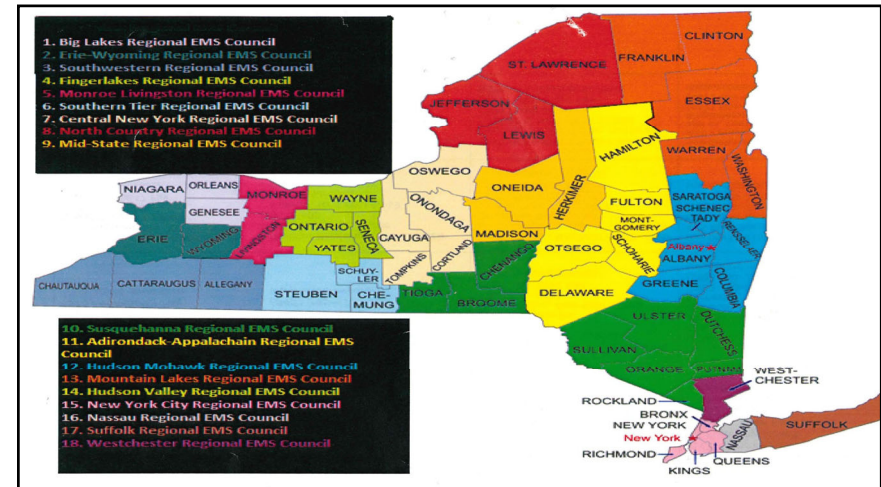 1. Big Lakes Regional EMS Council
2. Erie-Wyoming Regional EMS Council
3. Southwestern Regional EMS Council
4. Fingerlakes Regional EMS Council
5. Monroe Livingston Regional EMS Council
6. Southern Tier Regional EMS Council
7. Central New York Regional EMS Council
8. North Country Regional EMS Council
9. Mid-State Regional EMS Council
CLINTON
FRANKLIN
ST. LAWRENCE
ESSEX
JEFFERSON
LEWIS
HAMILTON
WARREN
WASHINGTON
OSWEGO
ONEIDA
HERKIMER
NIAGARA
ORLEANS
MONROE
WAYNE
GENESEE
ONONDAGA
FULTON
SARATOGA
SCHENEC
TADY
MONT-
GOMERY
RENSSELAER
ERIE
WYOMING
LIVINGSTON
ONTARIO
SENECA
YATES
CAYUGA
MADISON
OTSEGO
SCHOHARIE
Albany
ALBANY
CORTLAND
TOMPKINS
CHENANGO
CHAUTAUQUA
CATTARAUGUS
ALLEGANY
STEUBEN
SCHUY-
LER
CHE-
MUNG
TIOGA
BROOME
DELAWARE
GREENE
COLUMBIA
ULSTER
DUTCHESS
SULLIVAN
ORANGE
PUTNAM
WEST-
CHESTER
ROCKLAND
BRONX
NEW YORK
New York
RICHMOND
KINGS
QUEENS
NASSAU
SUFFOLK
10. Susquehanna Regional EMS Council
11. Adirondack-Appalachain Regional EMS
Council
12. Hudson Mohawk Regional EMS Council
13. Mountain Lakes Regional EMS Council
14. Hudson Valley Regional EMS Council
15. New York City Regional EMS Council
16. Nassau Regional EMS Council
17. Suffolk Regional EMS Council
18. Westchester Regional EMS Council